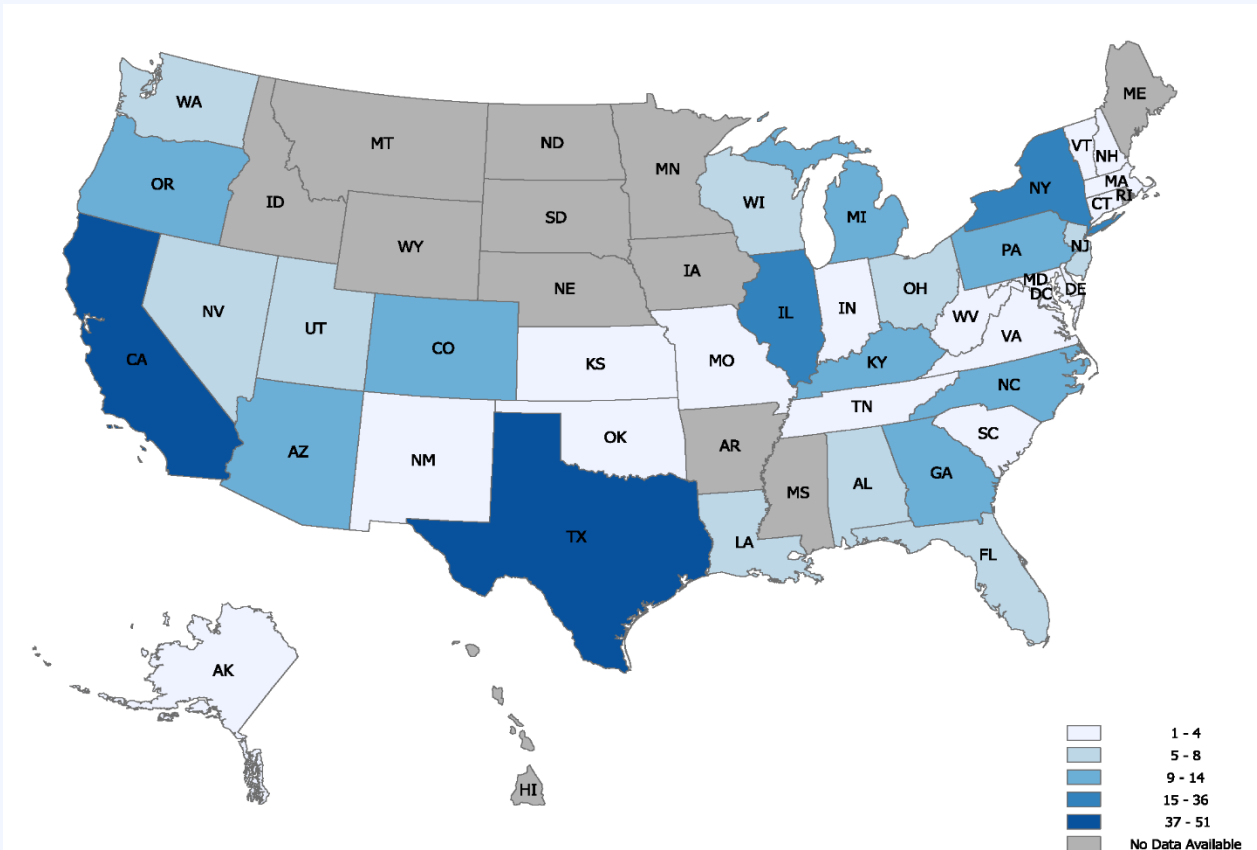 ME
WA
MT
ND
MN
VT
NH
OR
ID
SD
WI
MI
NY
MA
RI
CT
WY
IA
PA
NJ
NE
OH
MD
DE
DC
NV
UT
CO
IL
IN
WV
VA
CA
KS
MO
KY
NC
TN
AZ
NM
OK
AR
SC
MS
AL
GA
TX
LA
FL
AK
HI
1 - 4
5 - 8
9 - 14
15 - 36
37 - 51
No Data Available